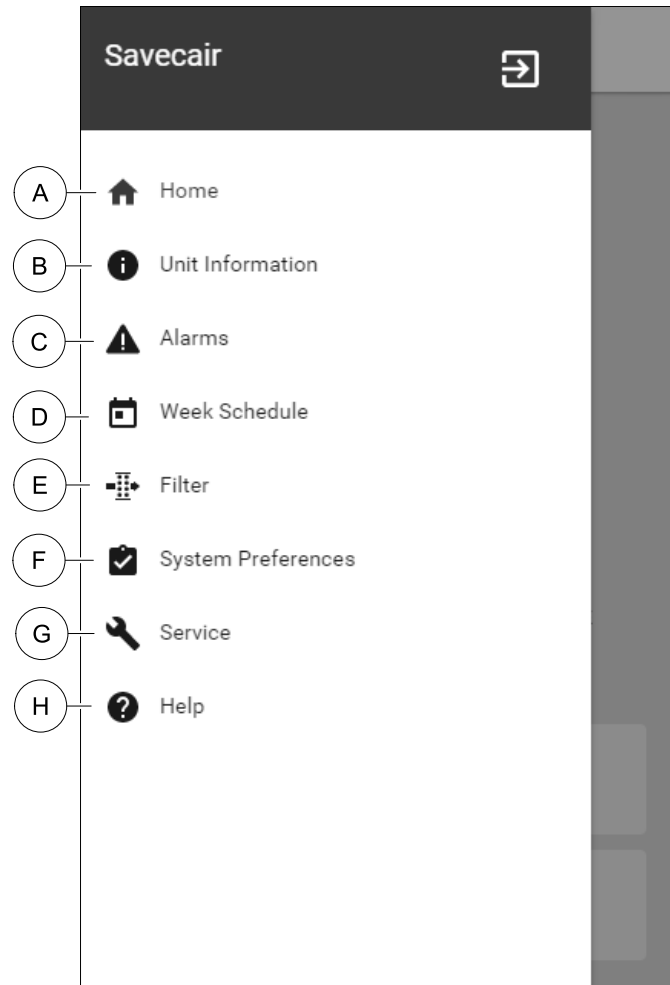 Savecair
A Home
B Unit Information
C Alarms
D Week Schedule
E Filter
F System Preferences
G Service
H Help